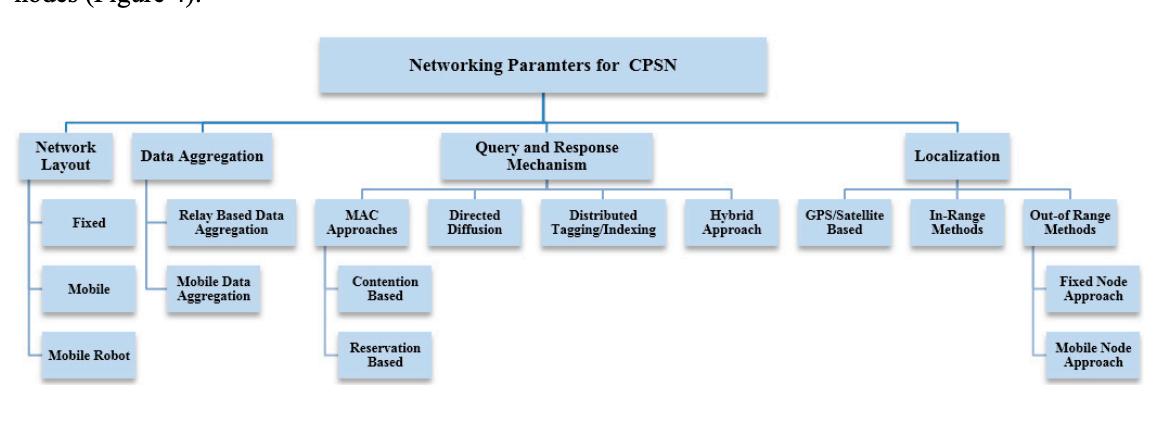 nodes (Figure 4).
Networking Paramters for CPSN
Network
Layout
Data Aggregation
Query and Response
Mechanism
Localization
Fixed
Mobile
Mobile Robot
Relay Based Data
Aggregation
Mobile Data
Aggregation
MAC
Approaches
Directed
Diffusion
Distributed
Tagging/Indexing
Hybrid
Approach
Contention
Based
Reservation
Based
GPS/Satellite
Based
In-Range
Methods
Out-of Range
Methods
Fixed Node
Approach
Mobile Node
Approach